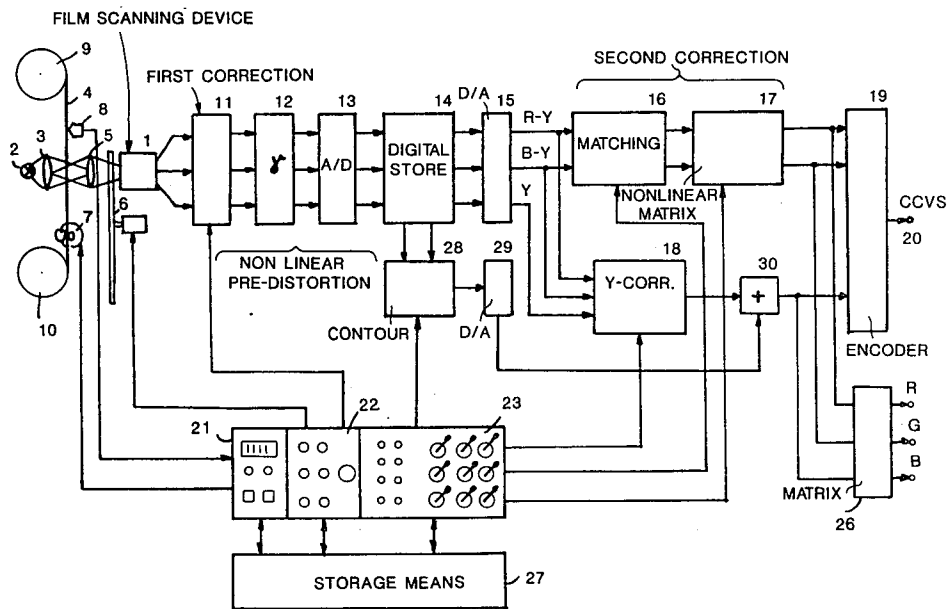 FILM SCANNING DEVICE
SECOND CORRECTION
9
4
8
FIRST CORRECTION
11
12
13
14
D/A
15
R-Y
16
17
19
2
3
5
1
γ
A/D
DIGITAL STORE
B-Y
MATCHING
NONLINEAR MATRIX
Y
CCVS
20
6
7
28
29
18
30
NON LINEAR PRE-DISTORTION
Y-CORR.
+
10
CONTOUR
D/A
ENCODER
21
22
23
R
G
B
MATRIX
26
STORAGE MEANS
27